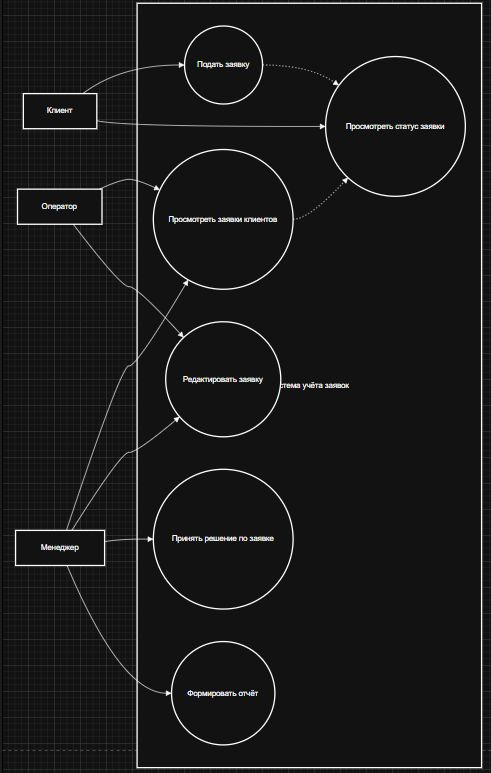 Подать заявку
Клиент
Просмотреть статус заявки
Оператор
Просмотреть заявки клиентов
Редактировать заявку
стема учёта заявок
Принять решение по заявке
Менеджер
Формировать отчёт